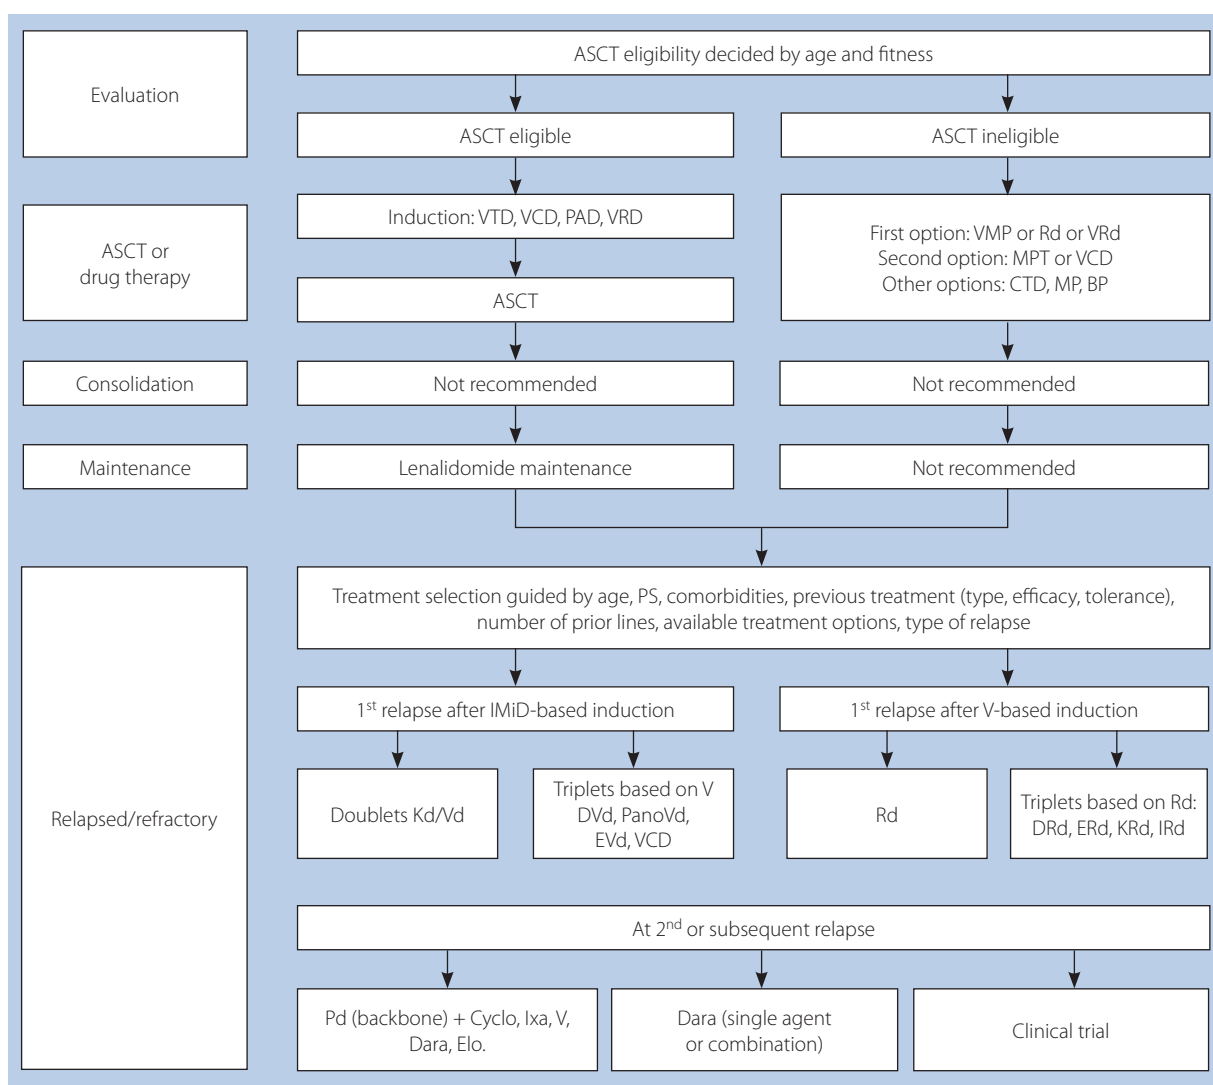 Evaluation
ASCT eligibility decided by age and fitness
ASCT eligible
ASCT ineligible
ASCT or
drug therapy
Induction: VTD, VCD, PAD, VRD
ASCT
First option: VMP or Rd or VRd
Second option: MPT or VCD
Other options: CTD, MP, BP
Consolidation
Not recommended
Not recommended
Maintenance
Lenalidomide maintenance
Not recommended
Relapsed/refractory
Treatment selection guided by age, PS, comorbidities, previous treatment (type, efficacy, tolerance),
number of prior lines, available treatment options, type of relapse
1st relapse after IMiD-based induction
1st relapse after V-based induction
Doublets Kd/Vd
Triplets based on V
DVd, PanoVd,
EVd, VCD
Rd
Triplets based on Rd:
DRd, ERd, KRd, IRd
At 2nd or subsequent relapse
Pd (backbone) + Cyclo, Ixa, V,
Dara, Elo.
Dara (single agent
or combination)
Clinical trial